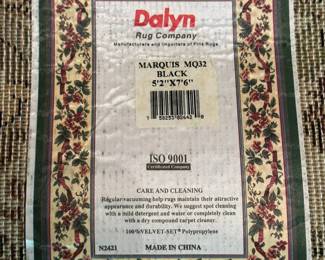 Dalyn
Rug Company
Manufacturers and Importers of Fine Rugs
MARQUIS MQ32
BLACK
5'2"X7'6"
ISO 9001
Certificated Company
CARE AND CLEANING
Regular vacuuming help rugs maintain their attractive
appearance and durability. We suggest spot cleaning
with a mild detergent and water or completely clean
with a dry compound carpet cleaner.
100%VELVET-SET® Polypropylene
N2421 MADE IN CHINA